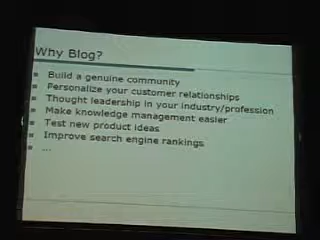 Why Blog?
Build a genuine community
Personalize your customer relationships
Thought leadership in your industry/profession
Make knowledge management easier
Test new product ideas
Improve search engine rankings
...